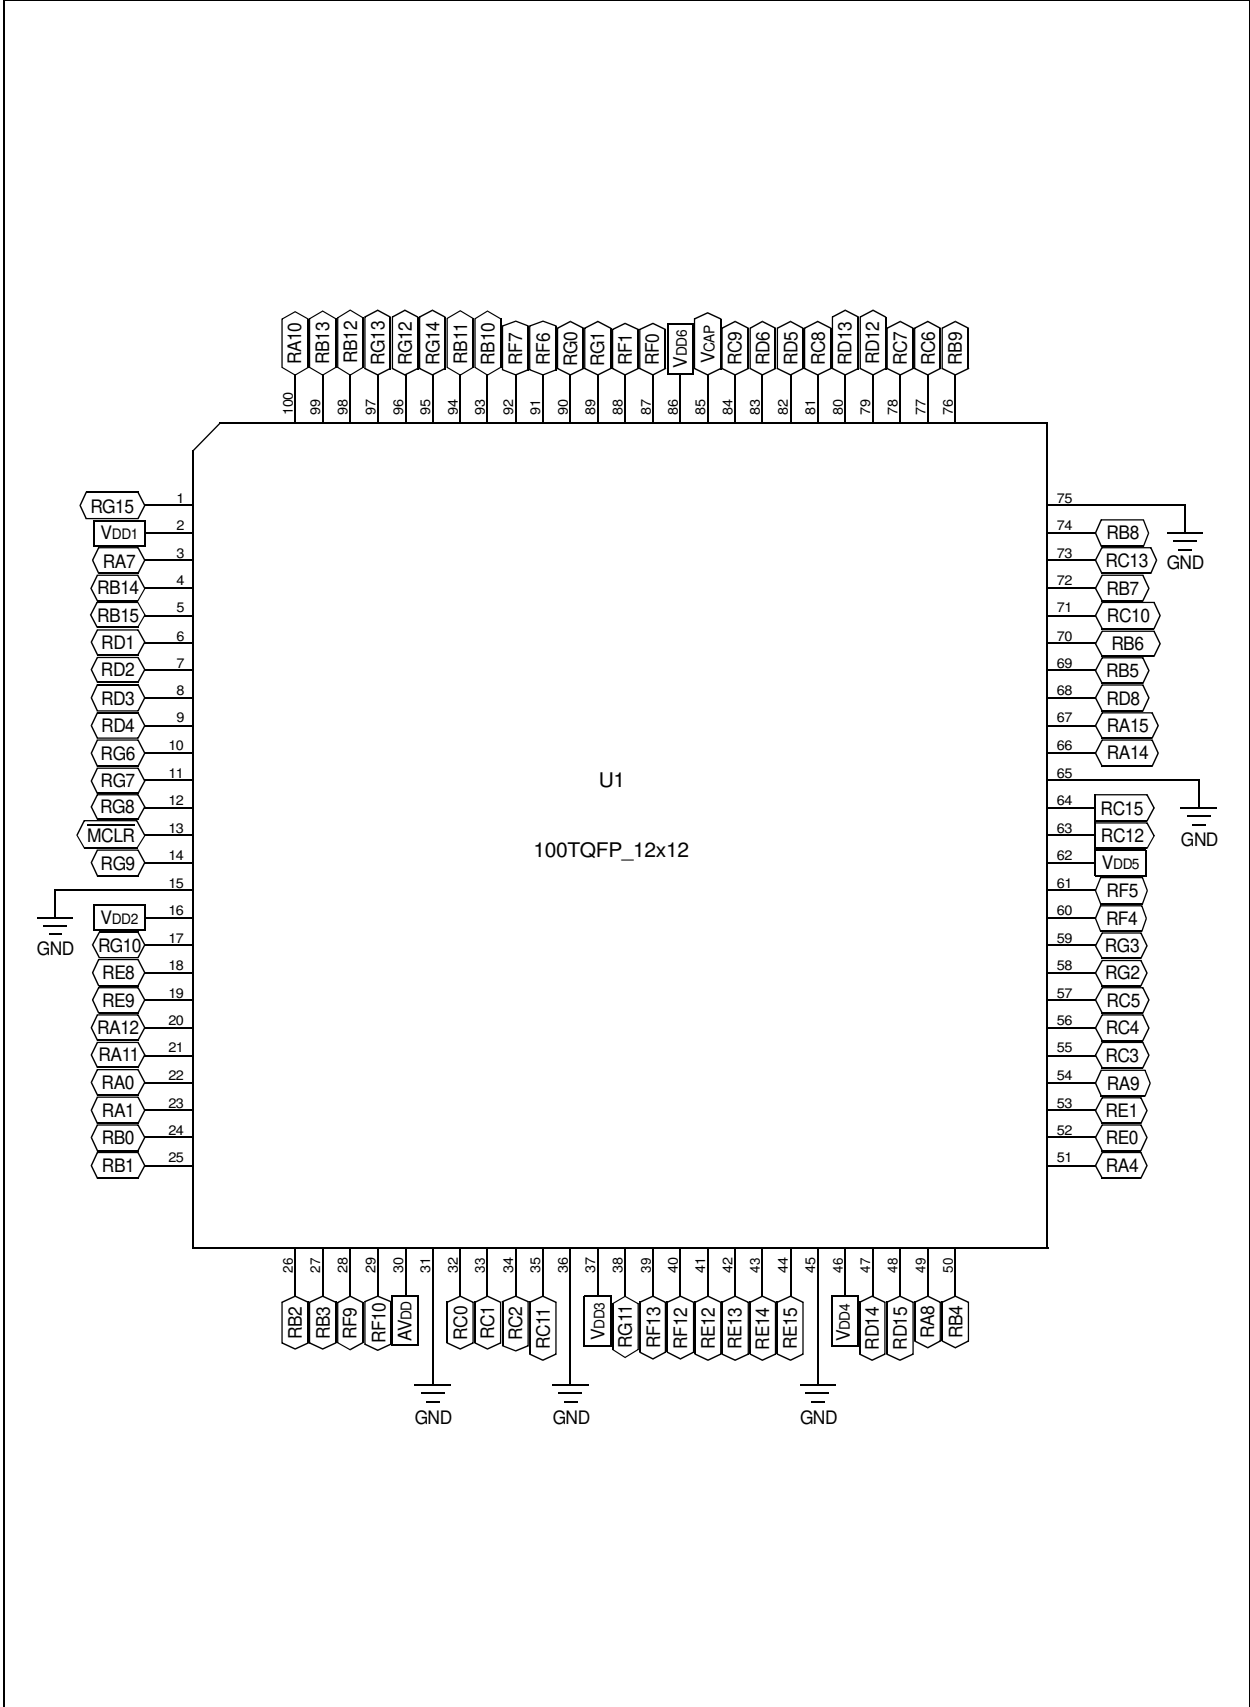 RA10 RB13 RB12 RG13 RG12 RG14 RB11 RB10 RF7 RF6 RG0 RG1 RF1 RF0 VDD6 VCAP RC9 RD6 RD5 RC8 RD13 RD12 RC7 RC6 RB9
100 99 98 97 96 95 94 93 92 91 90 89 88 87 86 85 84 83 82 81 80 79 78 77 76
RG15 1
VDD1 2
RA7 3
RB14 4
RB15 5
RD1 6
RD2 7
RD3 8
RD4 9
RG6 10
RG7 11
RG8 12
MCLR 13
RG9 14
15
GND
VDD2 16
RG10 17
RE8 18
RE9 19
RA12 20
RA11 21
RA0 22
RA1 23
RB0 24
RB1 25
U1
100TQFP_12x12
75
GND
74 RB8
73 RC13
72 RB7
71 RC10
70 RB6
69 RB5
68 RD8
67 RA15
66 RA14
65
GND
64 RC15
63 RC12
62 VDD5
61 RF5
60 RF4
59 RG3
58 RG2
57 RC5
56 RC4
55 RC3
54 RA9
53 RE1
52 RE0
51 RA4
26 27 28 29 30 31 32 33 34 35 36 37 38 39 40 41 42 43 44 45 46 47 48 49 50
RB2 RB3 RF9 RF10 AVDD RC0 RC1 RC2 RC11 VDD3 RG11 RF13 RF12 RE12 RE13 RE14 RE15 VDD4 RD14 RD15 RA8 RB4
GND GND GND